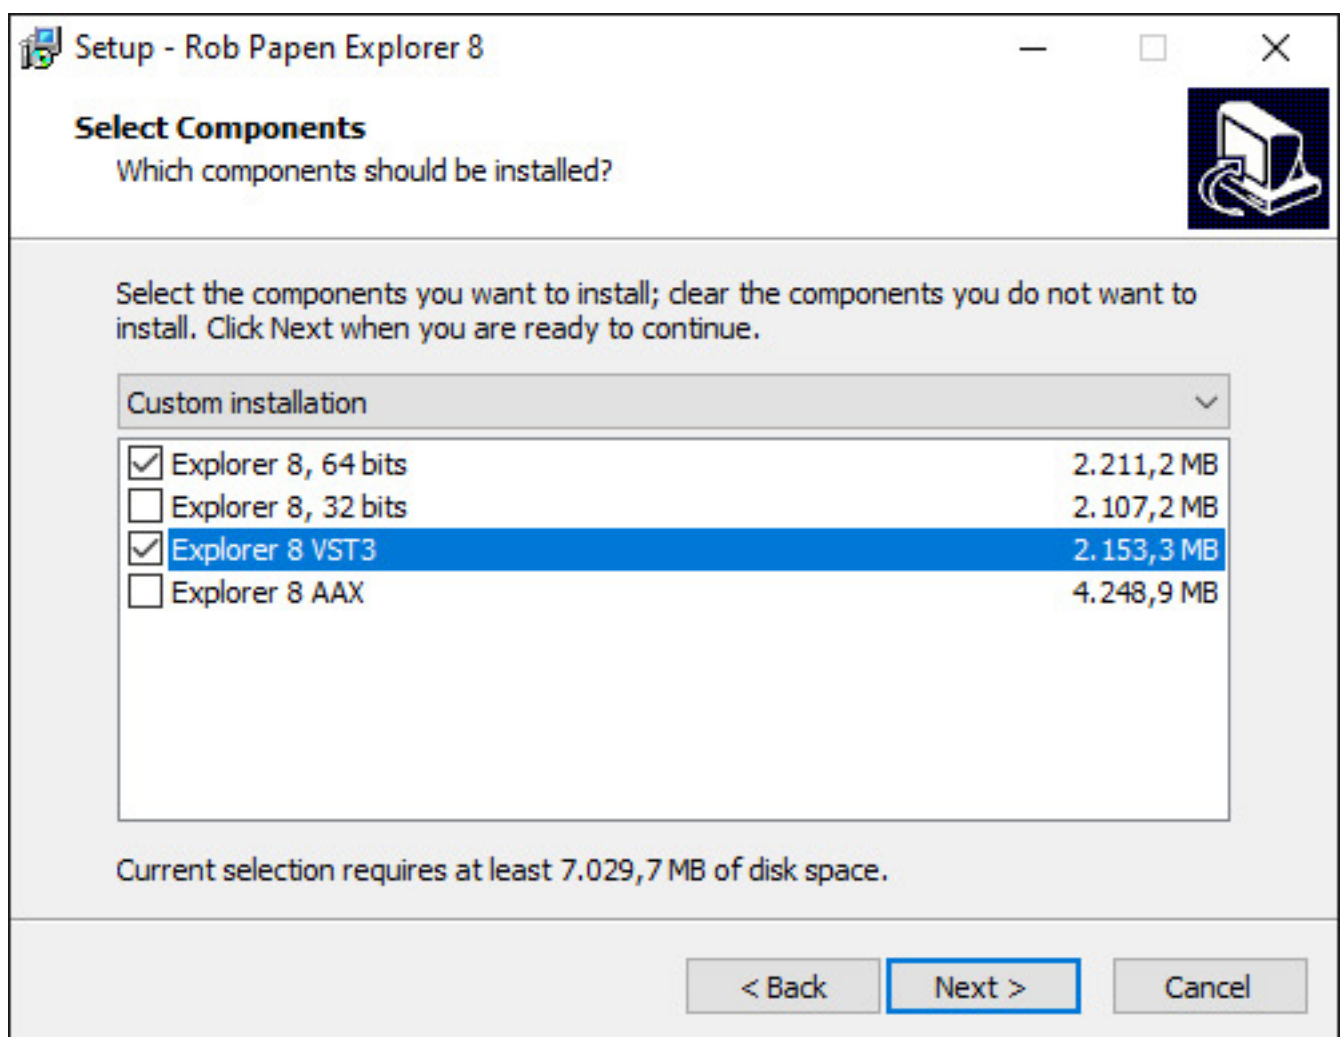 Setup - Rob Papen Explorer 8
Select Components
Which components should be installed?
Select the components you want to install; clear the components you do not want to
install. Click Next when you are ready to continue.
Custom installation
Explorer 8, 64 bits 2.211,2 MB
Explorer 8, 32 bits 2.107,2 MB
Explorer 8 VST3 2.153,3 MB
Explorer 8 AAX 4.248,9 MB
Current selection requires at least 7.029,7 MB of disk space.
< Back Next > Cancel